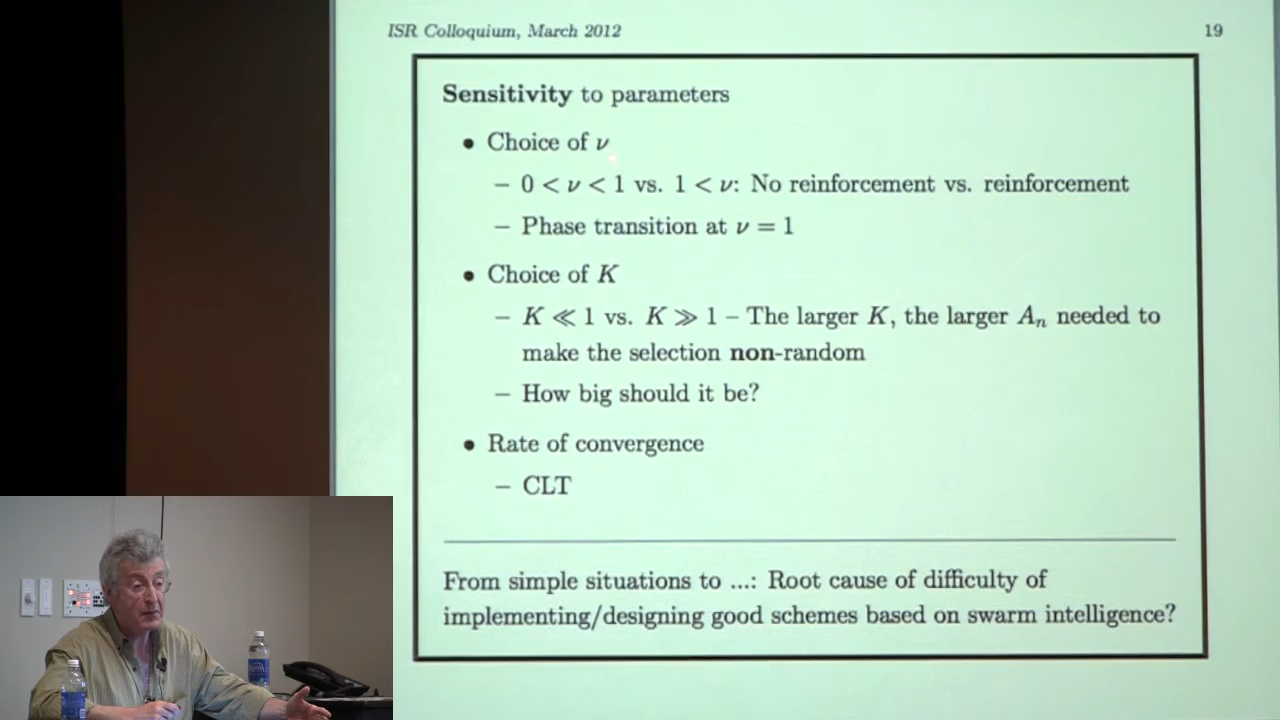 ISR Colloquium, March 2012 19
Sensitivity to parameters
• Choice of ν
– 0 < ν < 1 vs. 1 < ν: No reinforcement vs. reinforcement
– Phase transition at ν = 1
• Choice of K
– K ≪ 1 vs. K ≫ 1 – The larger K, the larger Aₙ needed to
make the selection non-random
– How big should it be?
• Rate of convergence
– CLT
From simple situations to ...: Root cause of difficulty of
implementing/designing good schemes based on swarm intelligence?